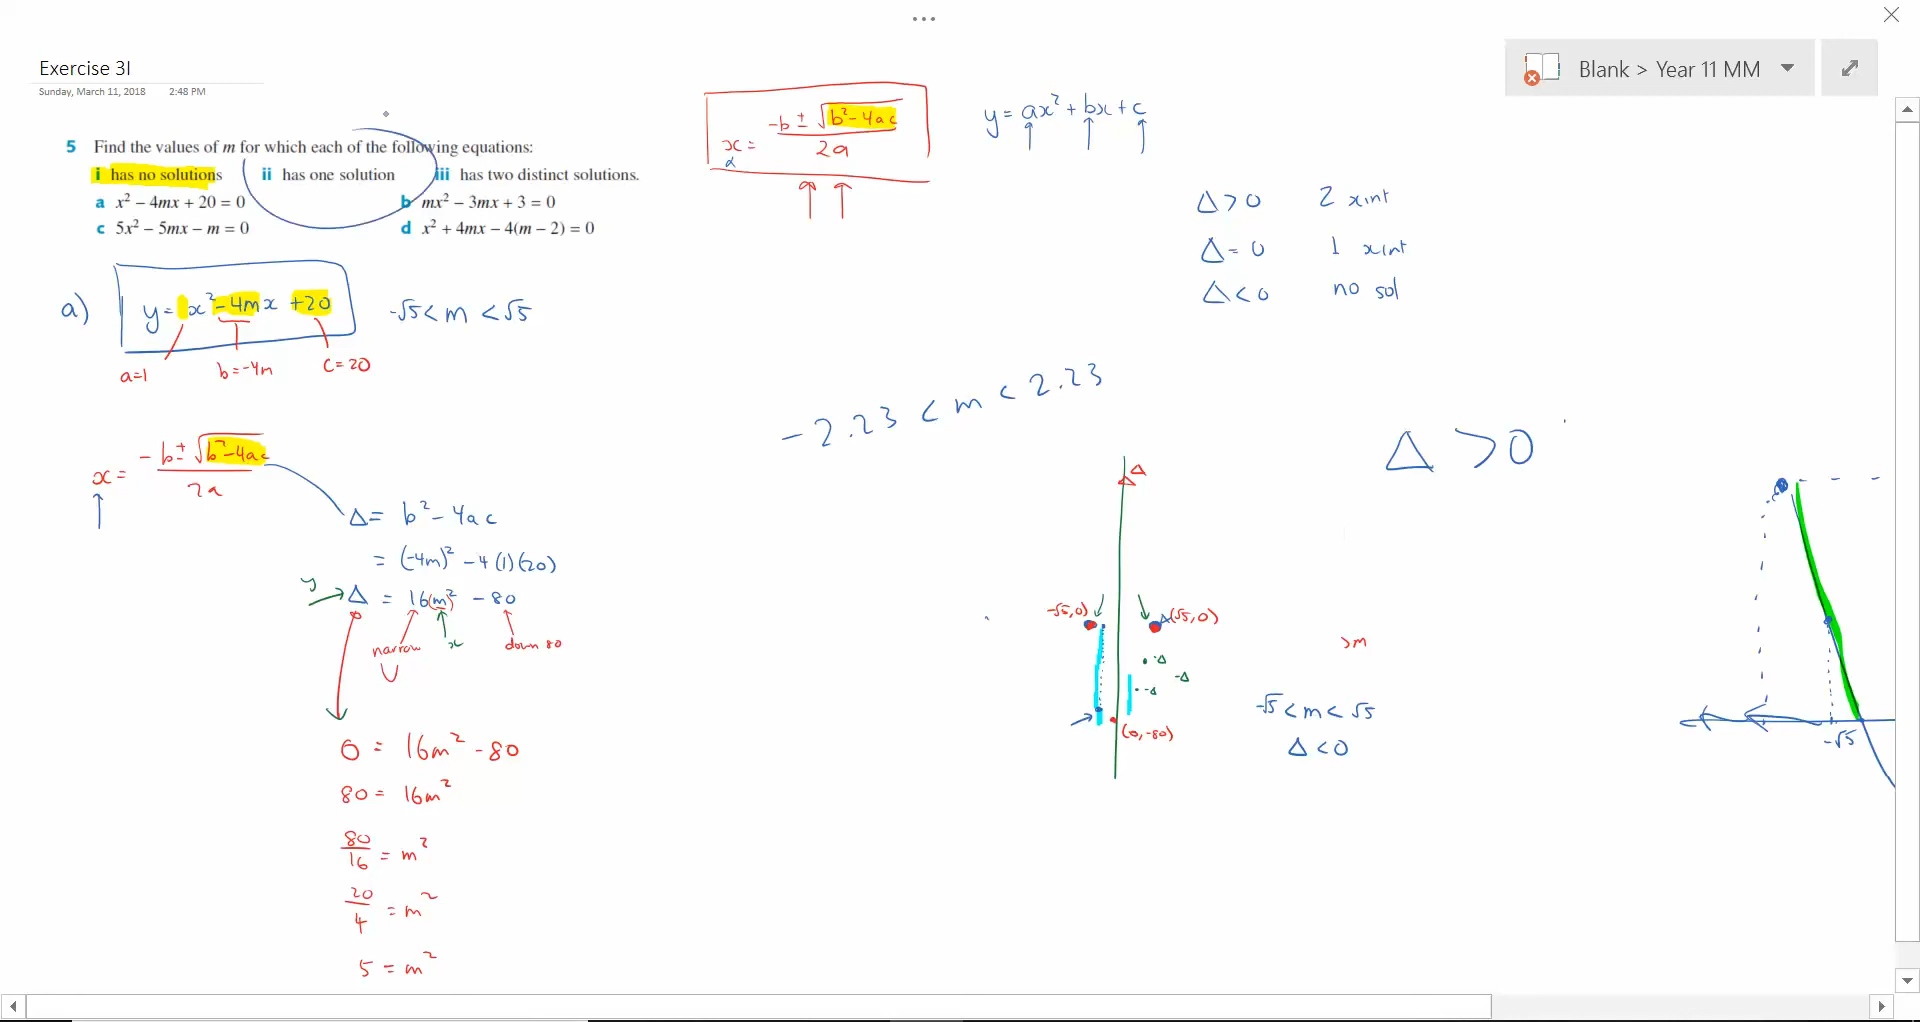 Exercise 3I
Sunday, March 11, 2018 2:48 PM
Blank > Year 11 MM
5 Find the values of m for which each of the following equations:
i has no solutions ii has one solution iii has two distinct solutions.
a x² − 4mx + 20 = 0 b mx² − 3mx + 3 = 0
c 5x² − 5mx − m = 0 d x² + 4mx − 4(m − 2) = 0
x = -b ± √b²-4ac
2a
y = ax² + bx + c
Δ > 0 2 xint
Δ = 0 1 xint
Δ < 0 no sol
a) y = x² -4mx +20 -√5 < m < √5
a=1 b=-4m c=20
-2.23 < m < 2.23
x = -b ± √b²-4ac
2a
Δ = b² - 4ac
= (-4m)² - 4(1)(20)
y Δ = 16(m)² - 80
narrow x down 80
0 = 16m² - 80
80 = 16m²
80/16 = m²
20/4 = m²
5 = m²
Δ
Δ
-√5,0) Δ(√5,0)
-Δ
-Δ
-Δ
(0,-80)
>m
-√5 < m < √5
Δ < 0
Δ > 0
-√5